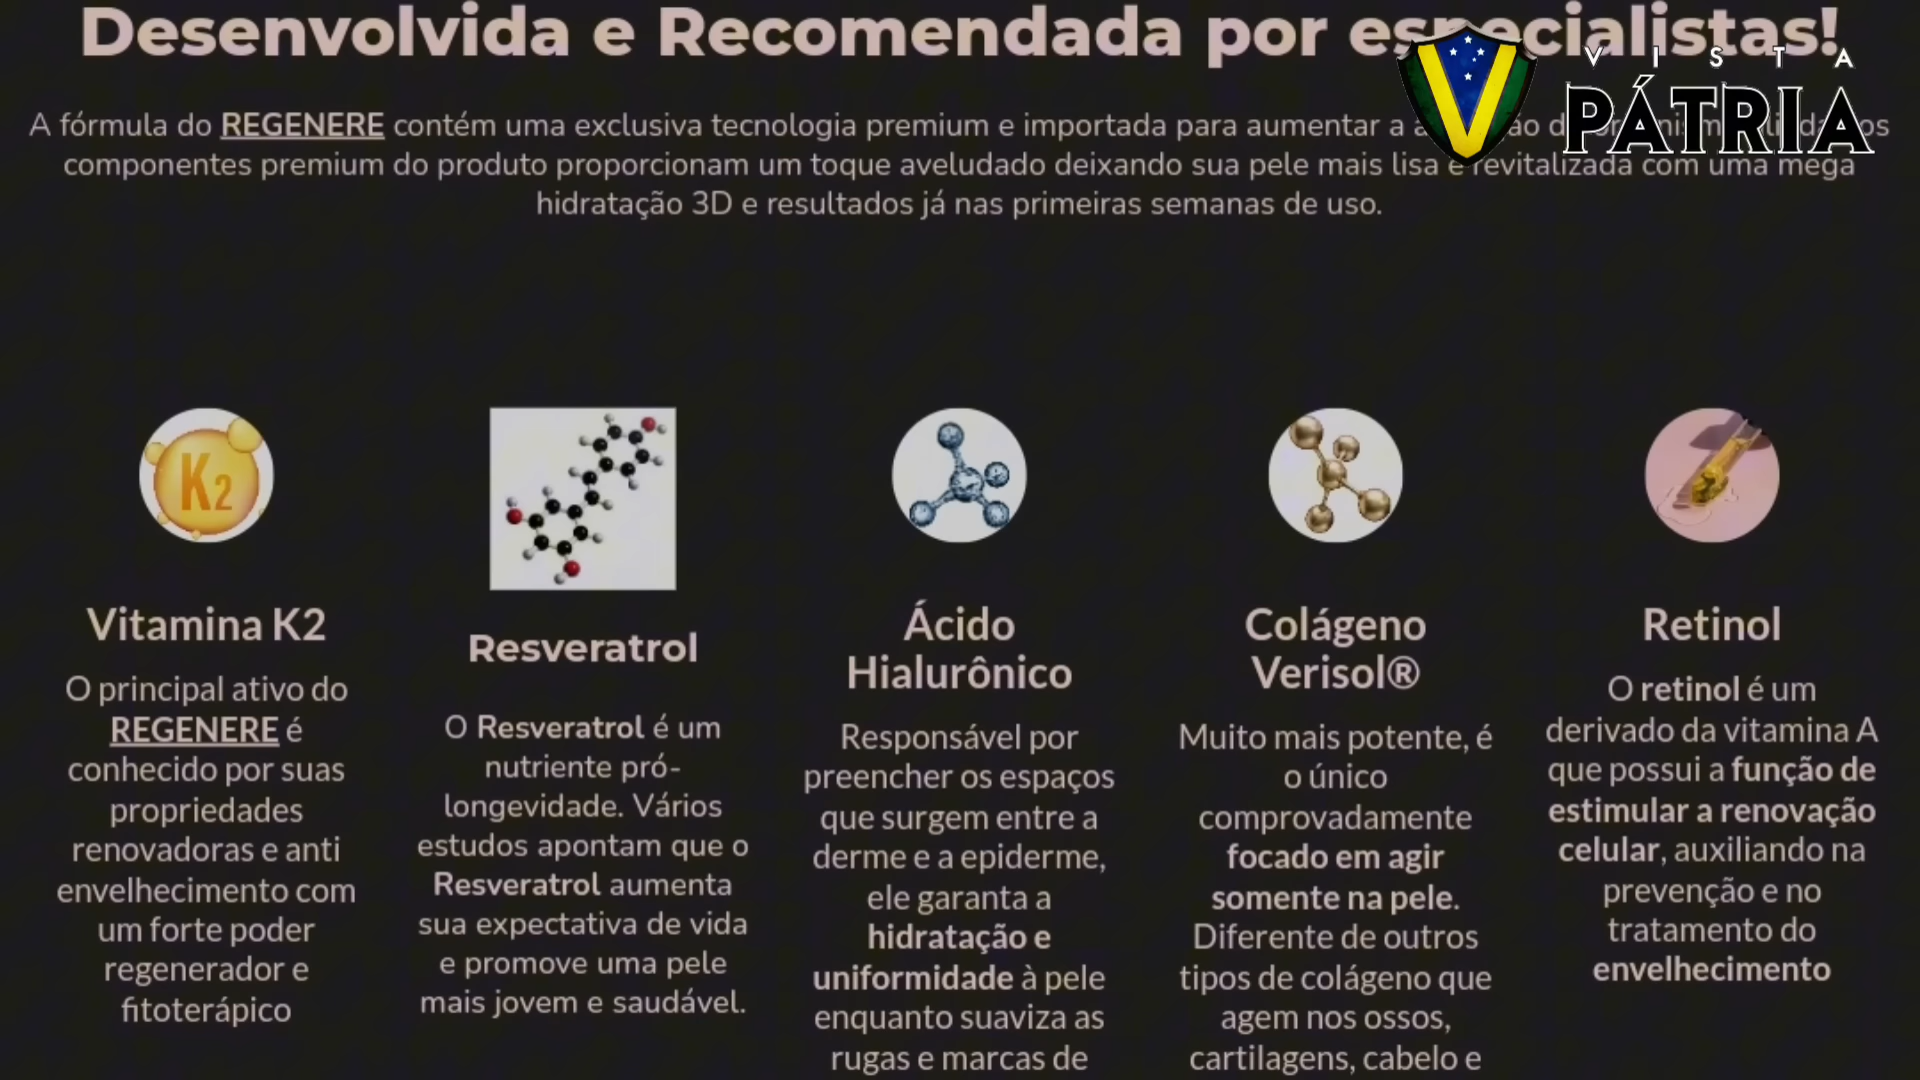 Desenvolvida e Recomendada por especialistas!
VISTA
PÁTRIA
A fórmula do REGENERE contém uma exclusiva tecnologia premium e importada para aumentar a
componentes premium do produto proporcionam um toque aveludado deixando sua pele mais lisa e revitalizada com uma mega
hidratação 3D e resultados já nas primeiras semanas de uso.
K2
Vitamina K2
O principal ativo do
REGENERE é
conhecido por suas
propriedades
renovadoras e anti
envelhecimento com
um forte poder
regenerador e
fitoterápico
Resveratrol
O Resveratrol é um
nutriente pró-
longevidade. Vários
estudos apontam que o
Resveratrol aumenta
sua expectativa de vida
e promove uma pele
mais jovem e saudável.
Ácido
Hialurônico
Responsável por
preencher os espaços
que surgem entre a
derme e a epiderme,
ele garanta a
hidratação e
uniformidade à pele
enquanto suaviza as
rugas e marcas de
Colágeno
Verisol®
Muito mais potente, é
o único
comprovadamente
focado em agir
somente na pele.
Diferente de outros
tipos de colágeno que
agem nos ossos,
cartilagens, cabelo e
Retinol
O retinol é um
derivado da vitamina A
que possui a função de
estimular a renovação
celular, auxiliando na
prevenção e no
tratamento do
envelhecimento